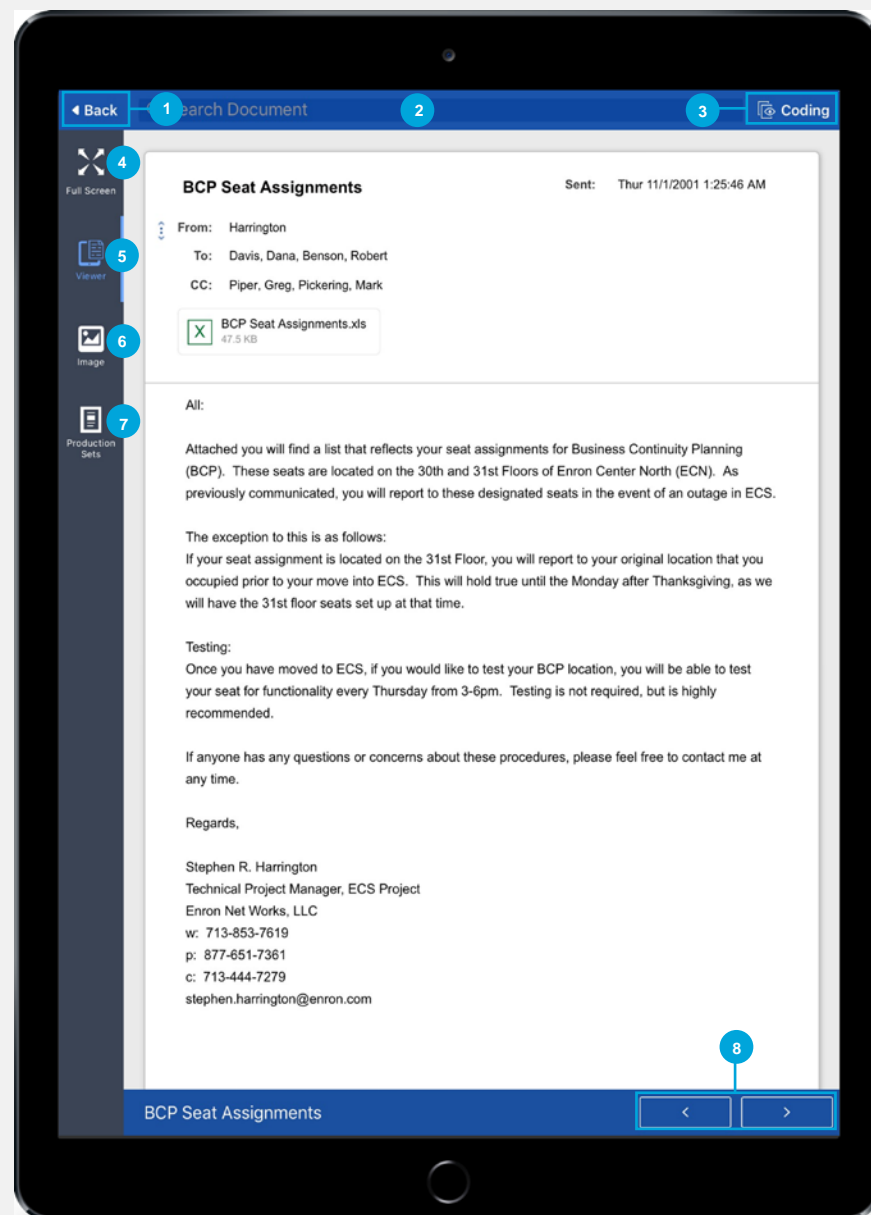 Back
1
earch Document
2
3
Coding
4
Full Screen
5
Viewer
6
Image
7
Production
Sets
BCP Seat Assignments
Sent: Thur 11/1/2001 1:25:46 AM
From: Harrington
To: Davis, Dana, Benson, Robert
CC: Piper, Greg, Pickering, Mark
X
BCP Seat Assignments.xls
47.5 KB
All:
Attached you will find a list that reflects your seat assignments for Business Continuity Planning
(BCP). These seats are located on the 30th and 31st Floors of Enron Center North (ECN). As
previously communicated, you will report to these designated seats in the event of an outage in ECS.
The exception to this is as follows:
If your seat assignment is located on the 31st Floor, you will report to your original location that you
occupied prior to your move into ECS. This will hold true until the Monday after Thanksgiving, as we
will have the 31st floor seats set up at that time.
Testing:
Once you have moved to ECS, if you would like to test your BCP location, you will be able to test
your seat for functionality every Thursday from 3-6pm. Testing is not required, but is highly
recommended.
If anyone has any questions or concerns about these procedures, please feel free to contact me at
any time.
Regards,
Stephen R. Harrington
Technical Project Manager, ECS Project
Enron Net Works, LLC
w: 713-853-7619
p: 877-651-7361
c: 713-444-7279
stephen.harrington@enron.com
8
BCP Seat Assignments
< >